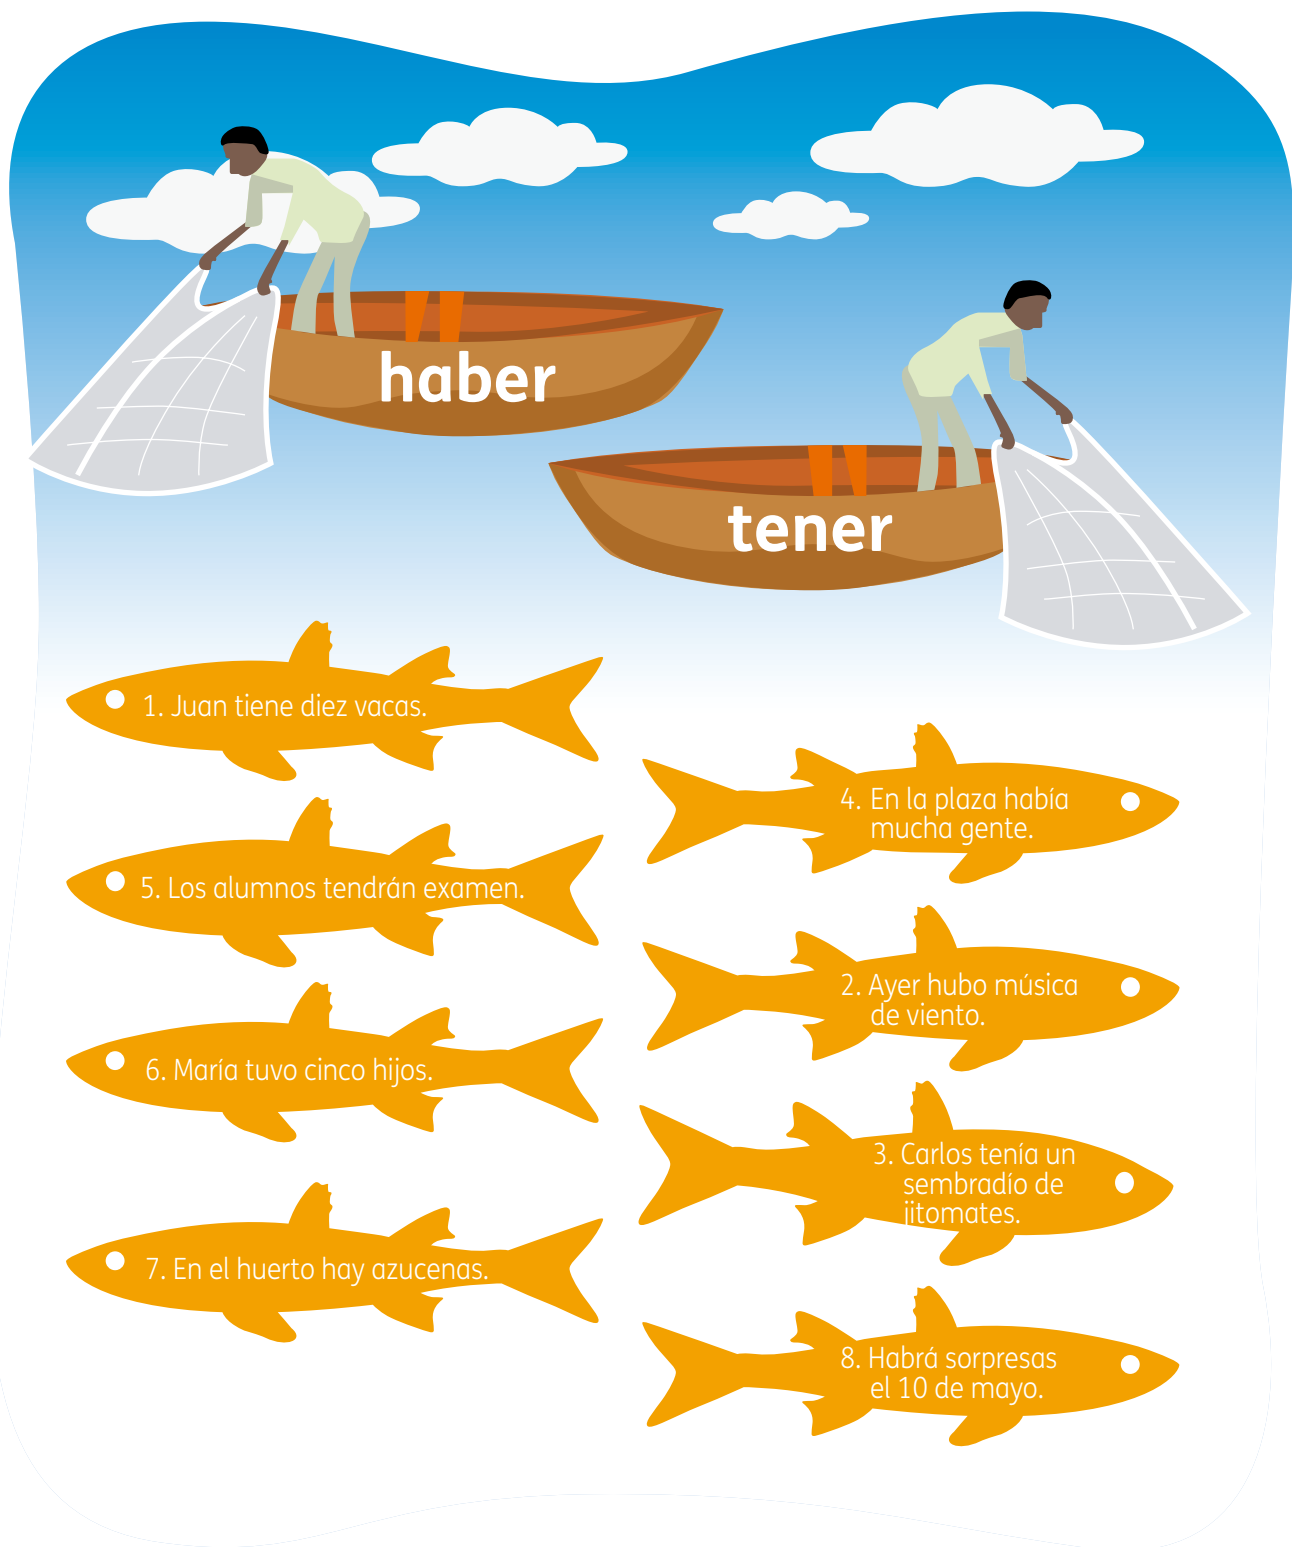 haber
tener
1. Juan tiene diez vacas.
4. En la plaza había
mucha gente.
5. Los alumnos tendrán examen.
2. Ayer hubo música
de viento.
6. María tuvo cinco hijos.
3. Carlos tenía un
sembradío de
jitomates.
7. En el huerto hay azucenas.
8. Habrá sorpresas
el 10 de mayo.